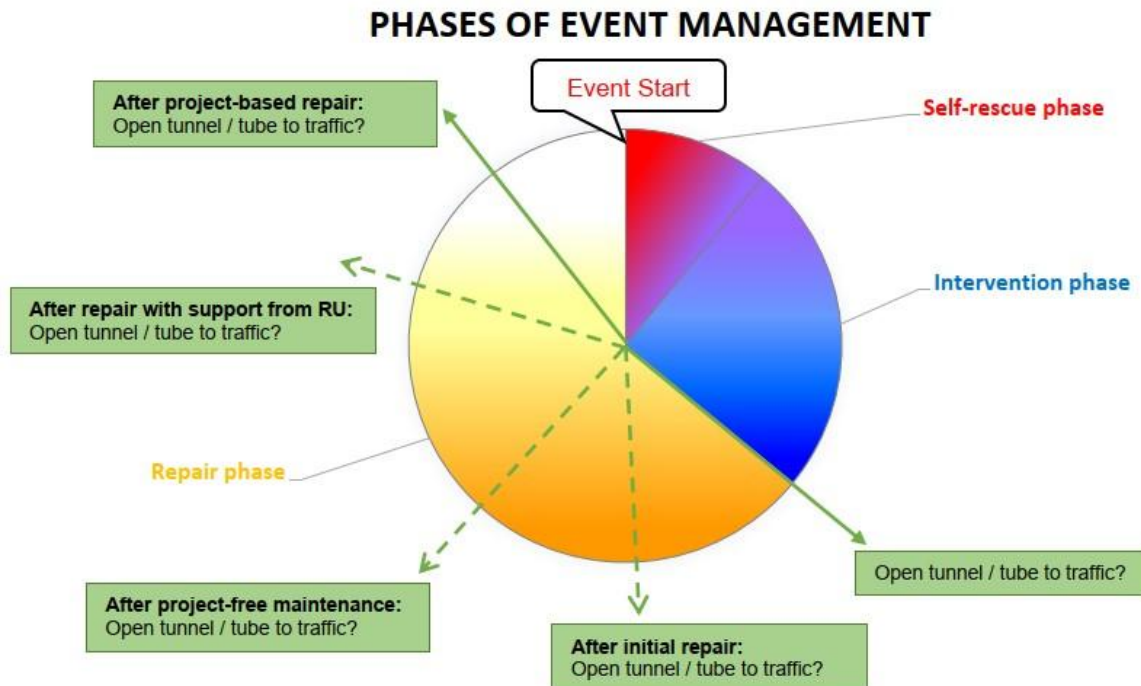 PHASES OF EVENT MANAGEMENT
Event Start
After project-based repair:
Open tunnel / tube to traffic?
Self-rescue phase
After repair with support from RU:
Open tunnel / tube to traffic?
Intervention phase
Repair phase
Open tunnel / tube to traffic?
After project-free maintenance:
Open tunnel / tube to traffic?
After initial repair:
Open tunnel / tube to traffic?